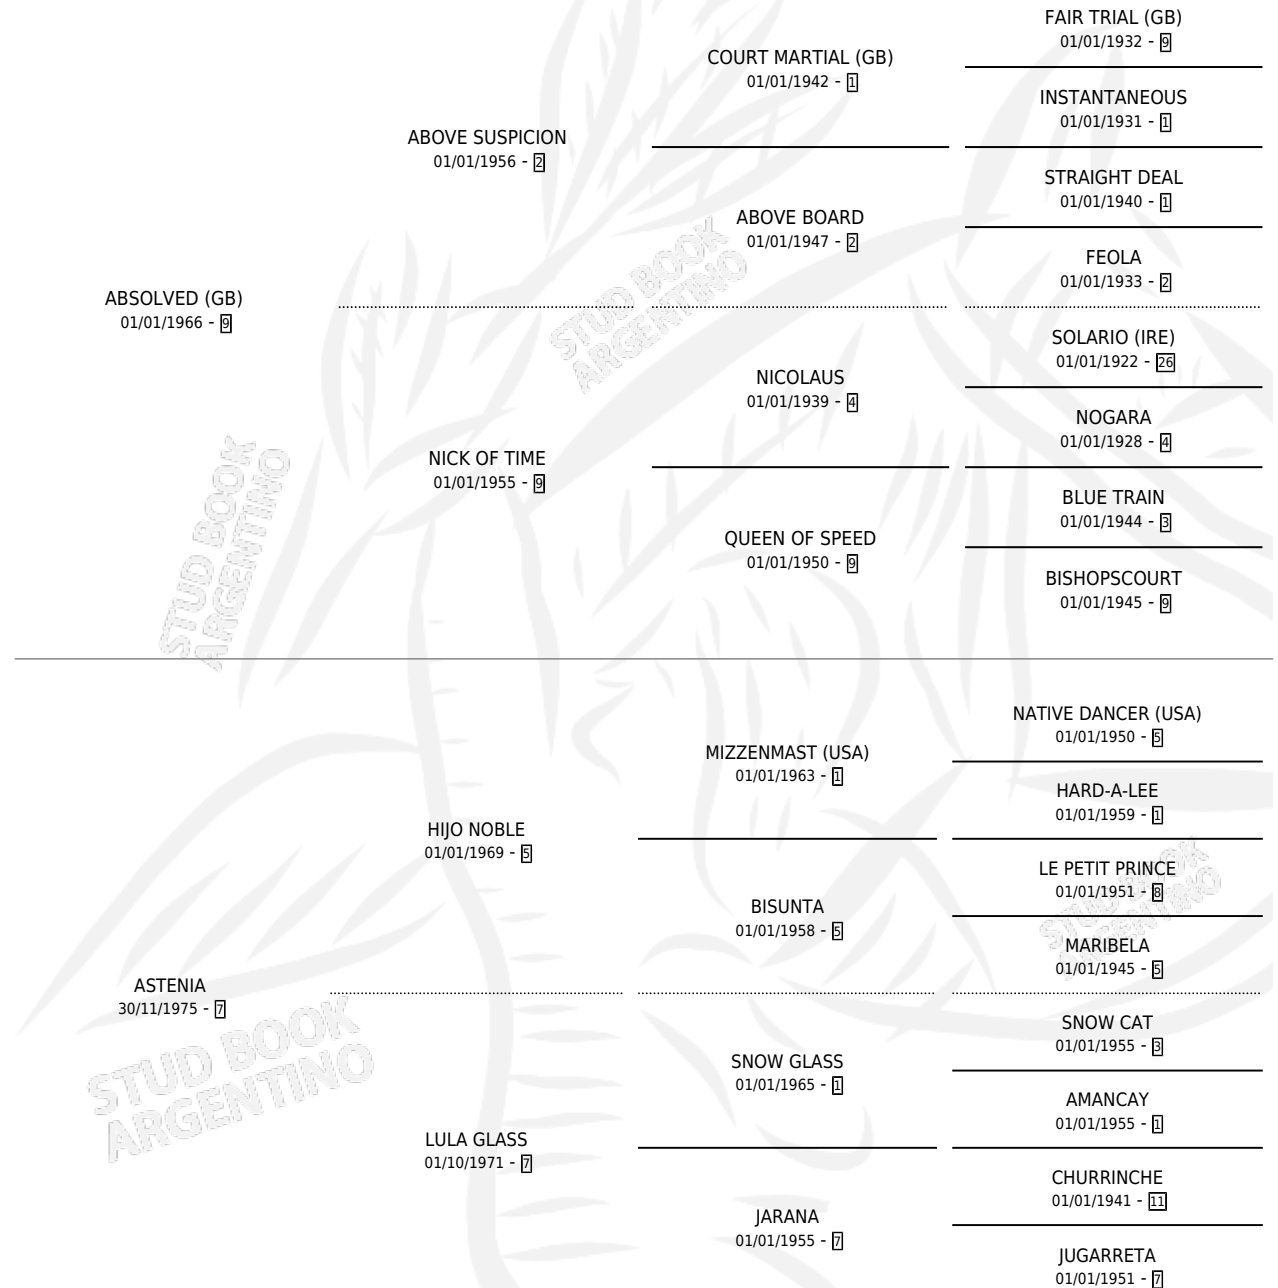 FAIR TRIAL (GB)
01/01/1932 - 9
COURT MARTIAL (GB)
01/01/1942 - 1
INSTANTANEOUS
01/01/1931 - 1
ABOVE SUSPICION
01/01/1956 - 2
STRAIGHT DEAL
01/01/1940 - 1
ABOVE BOARD
01/01/1947 - 2
FEOLA
01/01/1933 - 2
ABSOLVED (GB)
01/01/1966 - 9
SOLARIO (IRE)
01/01/1922 - 26
NICOLAUS
01/01/1939 - 4
NOGARA
01/01/1928 - 4
NICK OF TIME
01/01/1955 - 9
BLUE TRAIN
01/01/1944 - 3
QUEEN OF SPEED
01/01/1950 - 9
BISHOPSCOURT
01/01/1945 - 9
STUD BOOK
ARGENTINO
STUD BOOK
ARGENTINO
NATIVE DANCER (USA)
01/01/1950 - 5
MIZZENMAST (USA)
01/01/1963 - 1
HARD-A-LEE
01/01/1959 - 1
HIJO NOBLE
01/01/1969 - 5
LE PETIT PRINCE
01/01/1951 - 8
BISUNTA
01/01/1958 - 5
MARIBELA
01/01/1945 - 5
STUD BOOK
ARGENTINO
ASTENIA
30/11/1975 - 7
SNOW CAT
01/01/1955 - 3
SNOW GLASS
01/01/1965 - 1
AMANCAY
01/01/1955 - 1
STUD BOOK
ARGENTINO
LULA GLASS
01/10/1971 - 7
CHURRINCHE
01/01/1941 - 11
JARANA
01/01/1955 - 7
JUGARRETA
01/01/1951 - 7